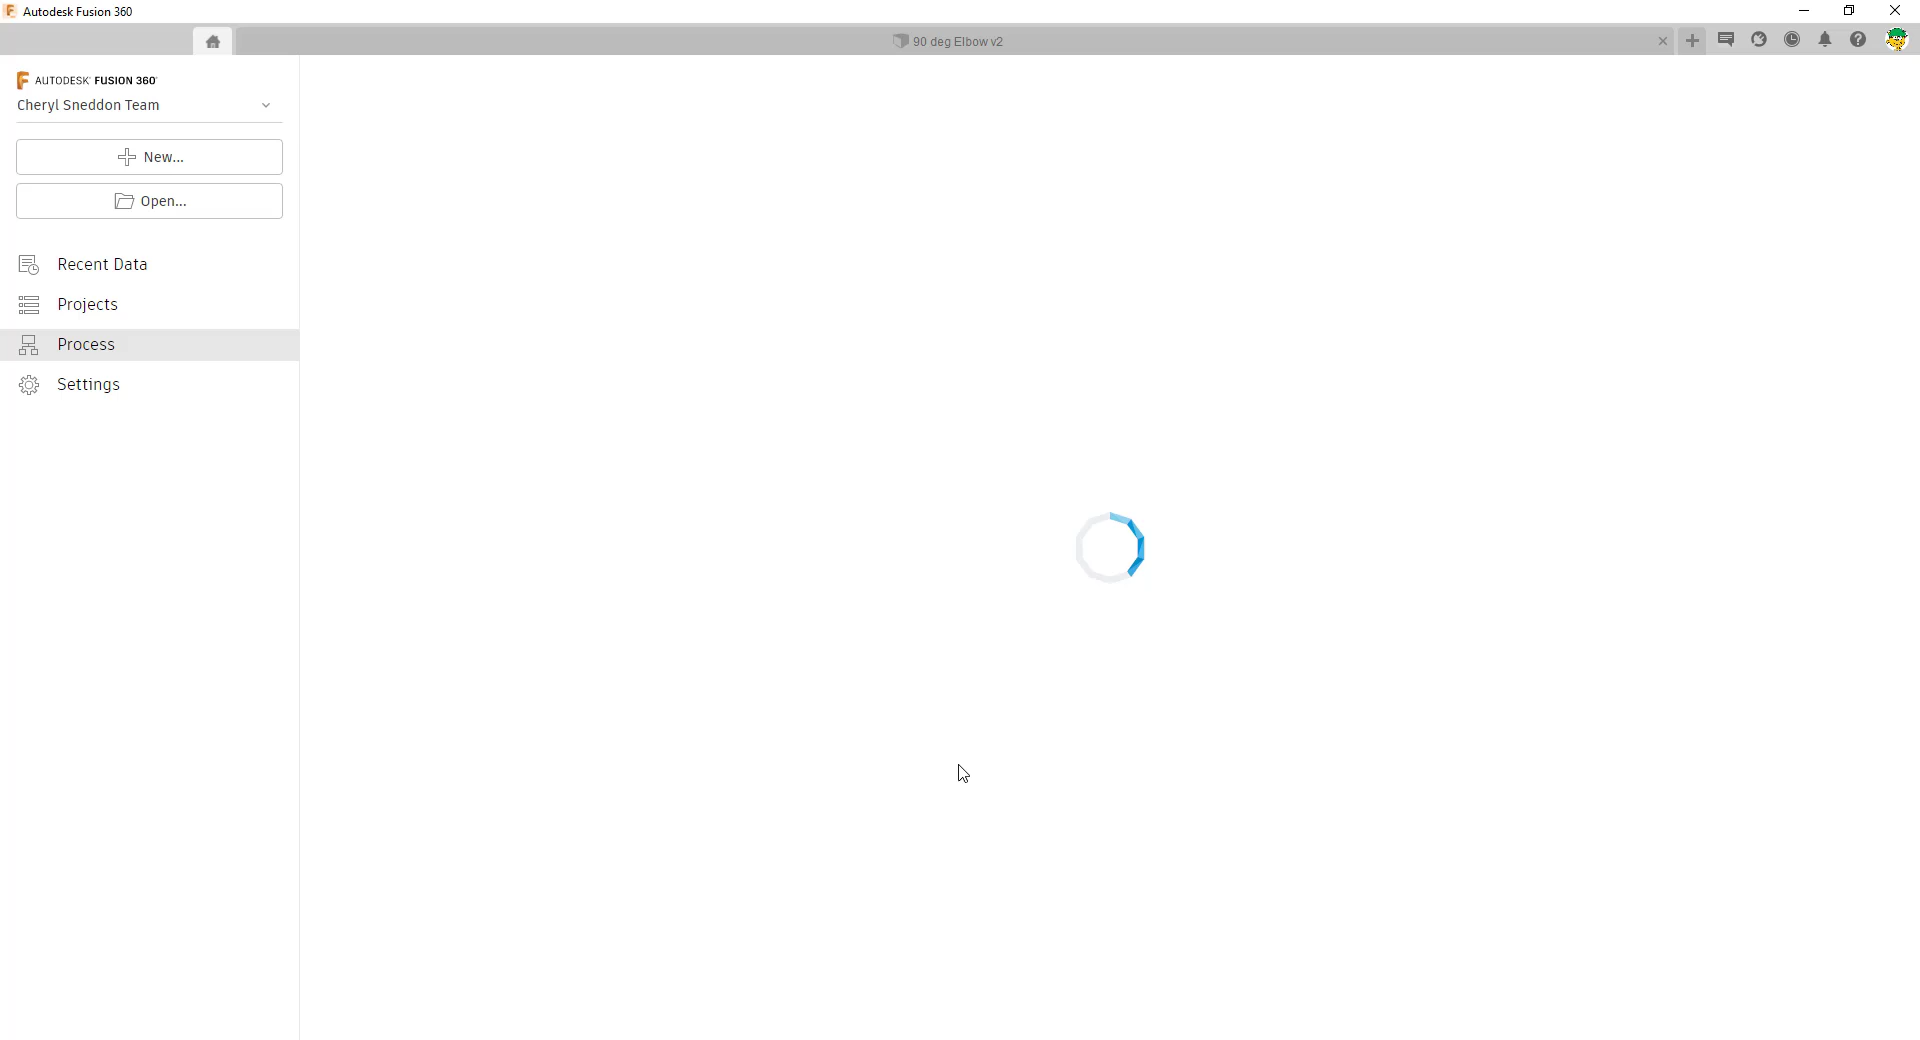 Autodesk Fusion 360
90 deg Elbow v2
AUTODESK® FUSION 360®
Cheryl Sneddon Team
New...
Open...
Recent Data
Projects
Process
Settings